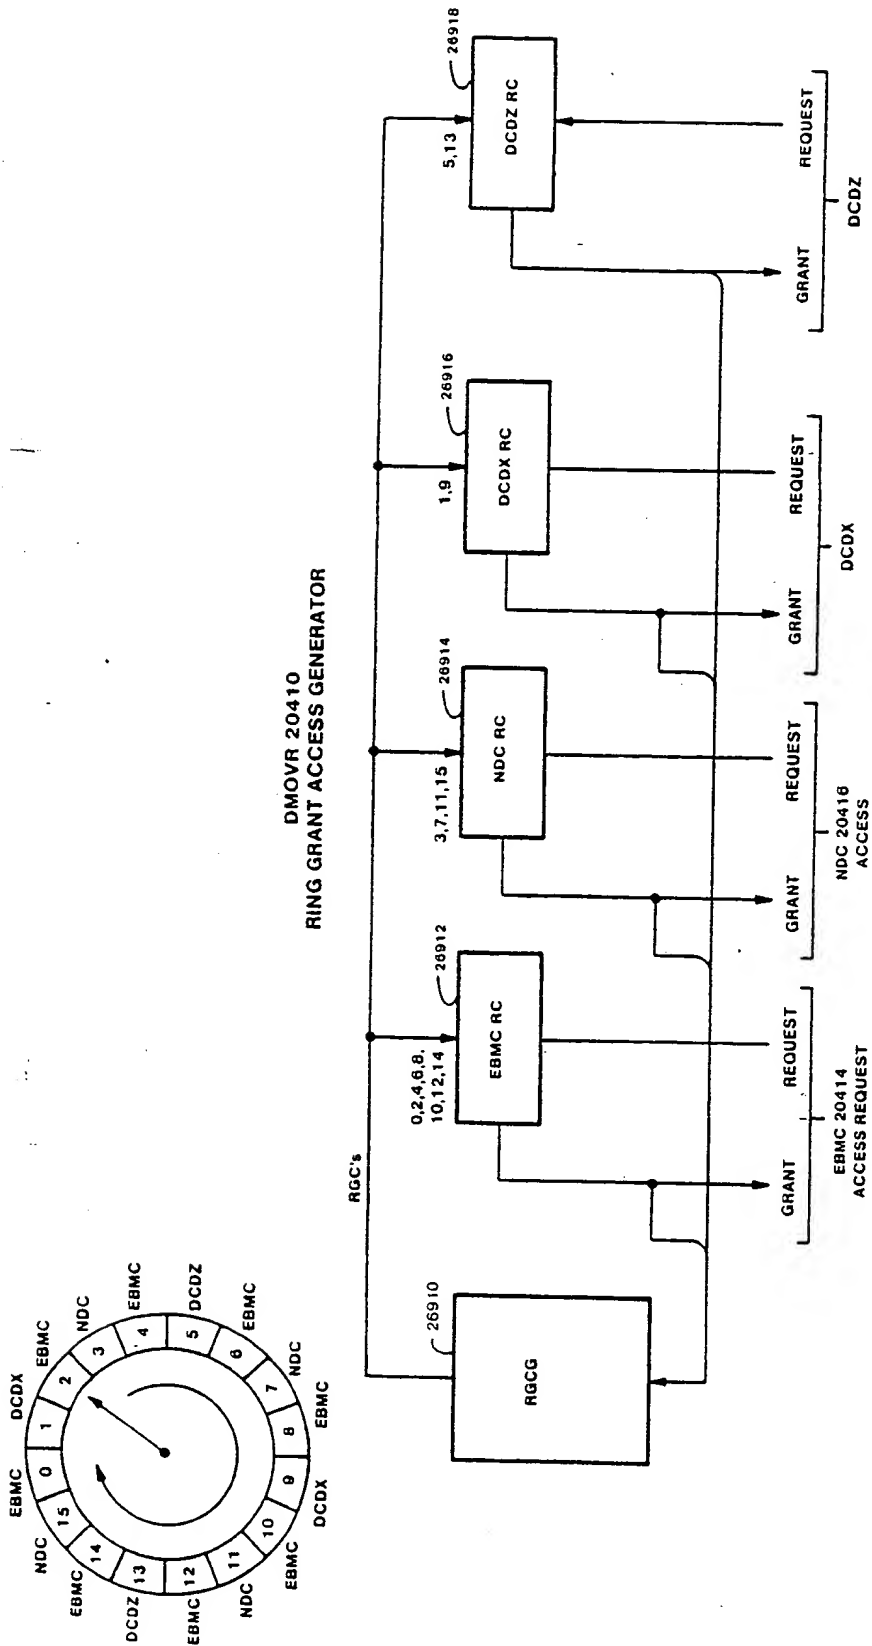 DMOVR 20410
RING GRANT ACCESS GENERATOR
EBMC
0
DCDX
1
EBMC
2
NDC
3
EBMC
4
DCDZ
5
EBMC
6
NDC
7
EBMC
8
DCDX
9
EBMC
10
NDC
11
EBMC
12
DCDZ
13
EBMC
14
NDC
15
RGC's
26910
RGCG
0,2,4,6,8,
10,12,14
26912
EBMC RC
3,7,11,15
26914
NDC RC
1,9
26916
DCDX RC
5,13
26918
DCDZ RC
GRANT
REQUEST
EBMC 20414
ACCESS REQUEST
GRANT
REQUEST
NDC 20416
ACCESS
GRANT
REQUEST
DCDX
GRANT
REQUEST
DCDZ